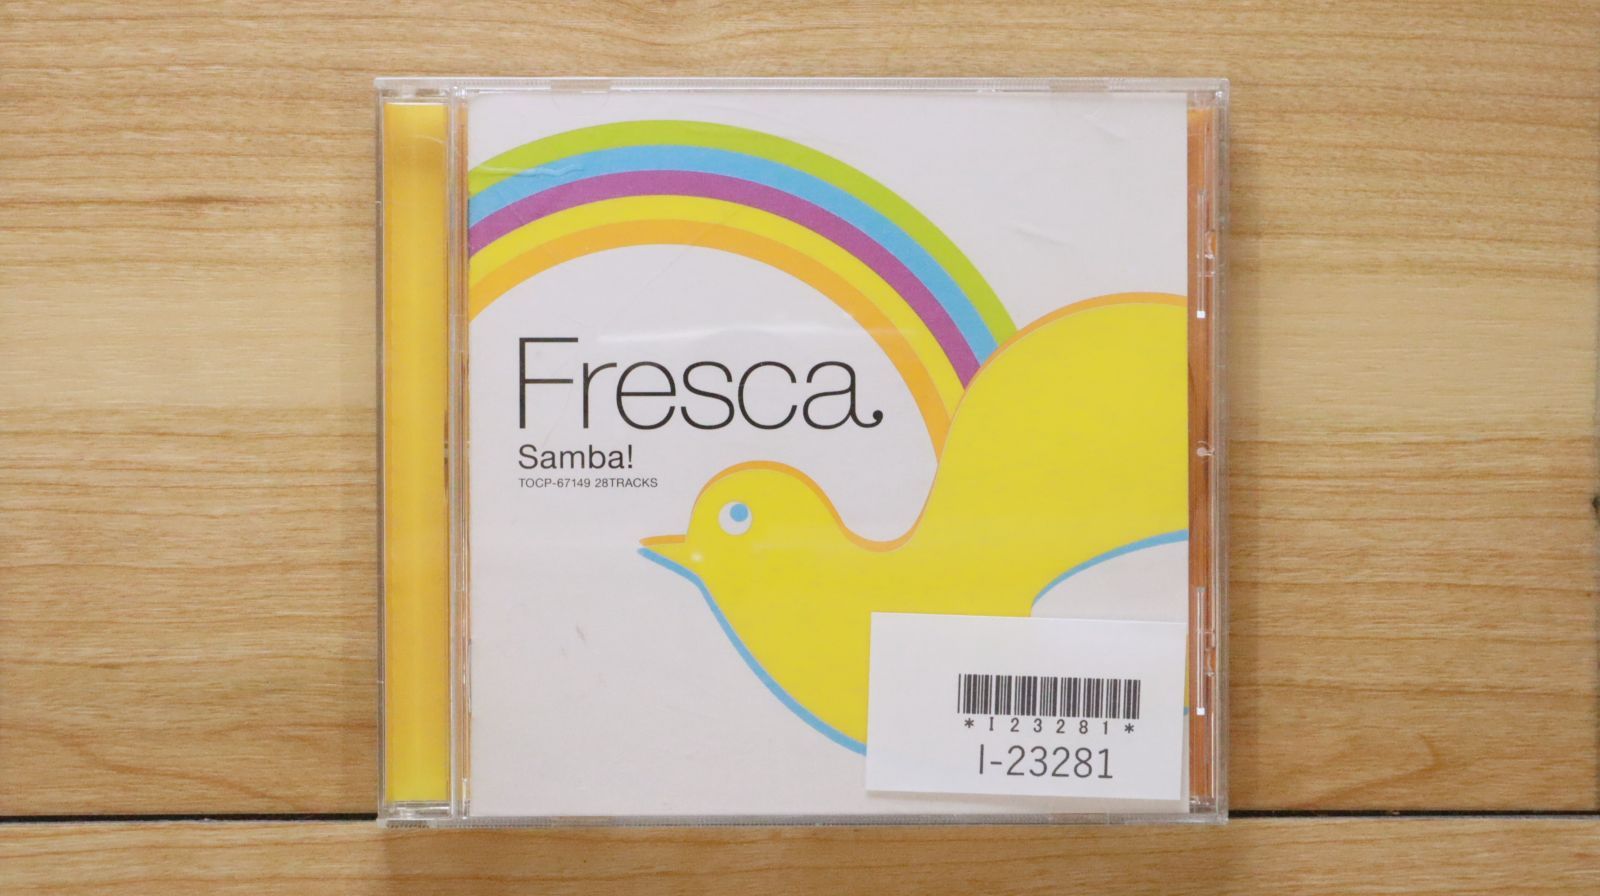 Fresca
Samba!
TOCP-67149 28TRACKS
*I23281*
I-23281